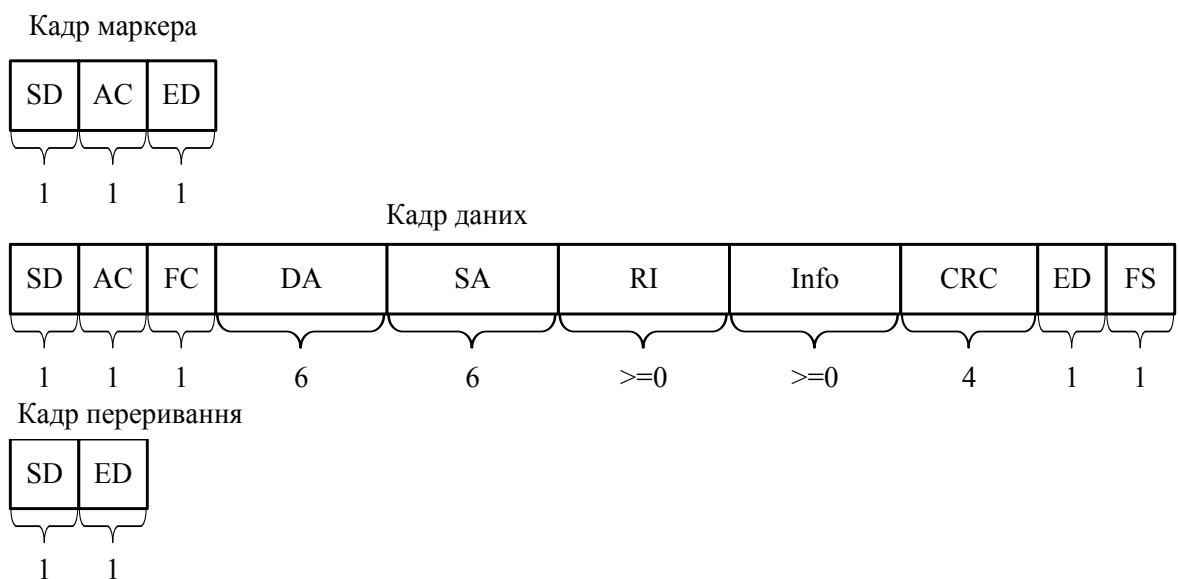 Кадр маркера
SD AC ED
1 1 1
Кадр даних
SD AC FC DA SA RI Info CRC ED FS
1 1 1 6 6 >=0 >=0 4 1 1
Кадр переривання
SD ED
1 1